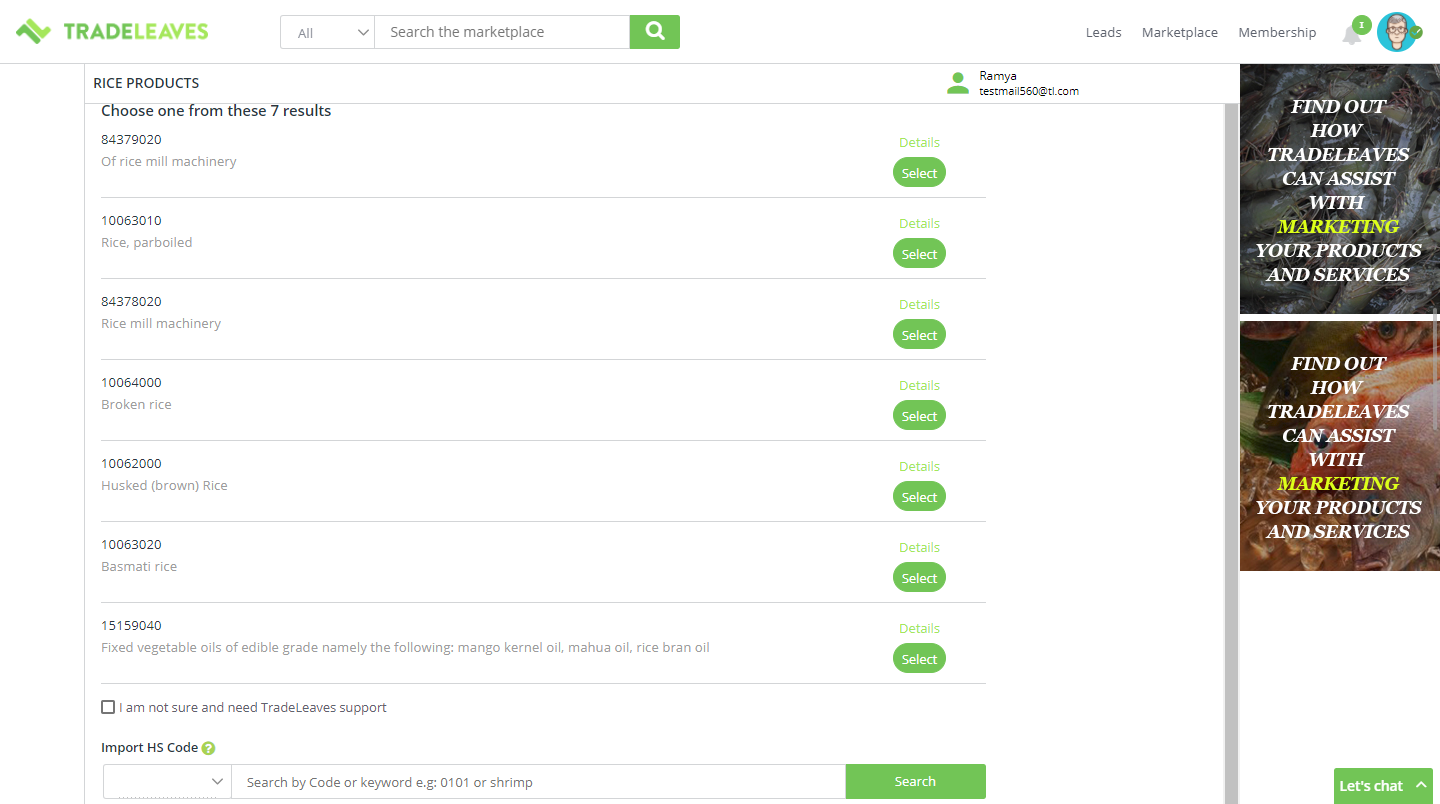 TRADELEAVES
All
Search the marketplace
Leads
Marketplace
Membership
1
RICE PRODUCTS
Ramya
testmail560@tl.com
Choose one from these 7 results
84379020
Of rice mill machinery
Details
Select
10063010
Rice, parboiled
Details
Select
84378020
Rice mill machinery
Details
Select
10064000
Broken rice
Details
Select
10062000
Husked (brown) Rice
Details
Select
10063020
Basmati rice
Details
Select
15159040
Fixed vegetable oils of edible grade namely the following: mango kernel oil, mahua oil, rice bran oil
Details
Select
I am not sure and need TradeLeaves support
Import HS Code ?
Search by Code or keyword e.g: 0101 or shrimp
Search
FIND OUT
HOW
TRADELEAVES
CAN ASSIST
WITH
MARKETING
YOUR PRODUCTS
AND SERVICES
FIND OUT
HOW
TRADELEAVES
CAN ASSIST
WITH
MARKETING
YOUR PRODUCTS
AND SERVICES
Let's chat